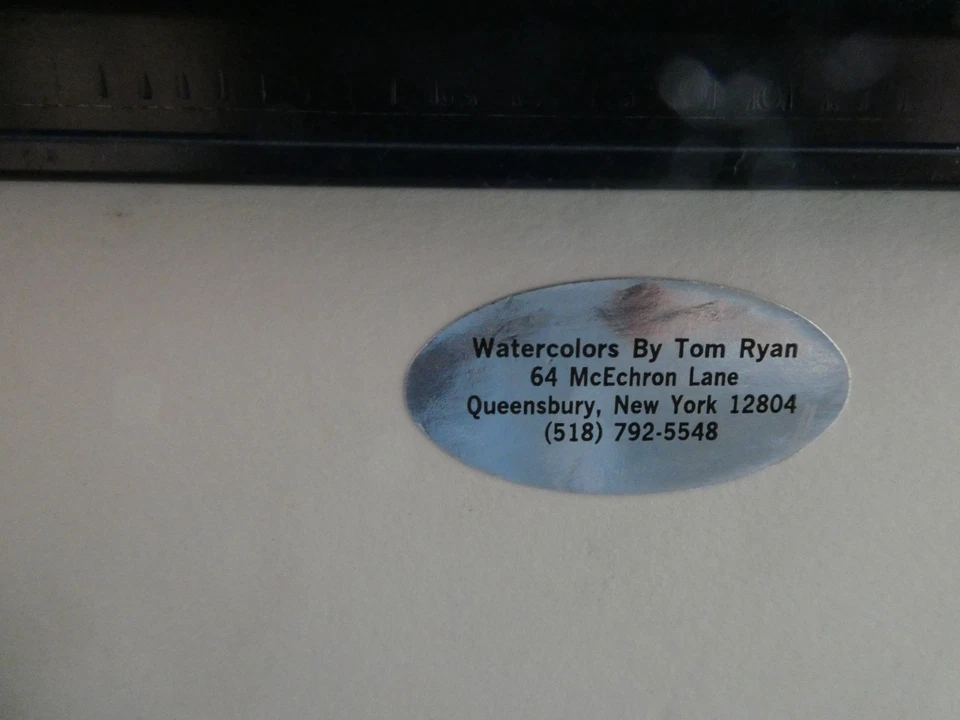 Watercolors By Tom Ryan
64 McEchron Lane
Queensbury, New York 12804
(518) 792-5548